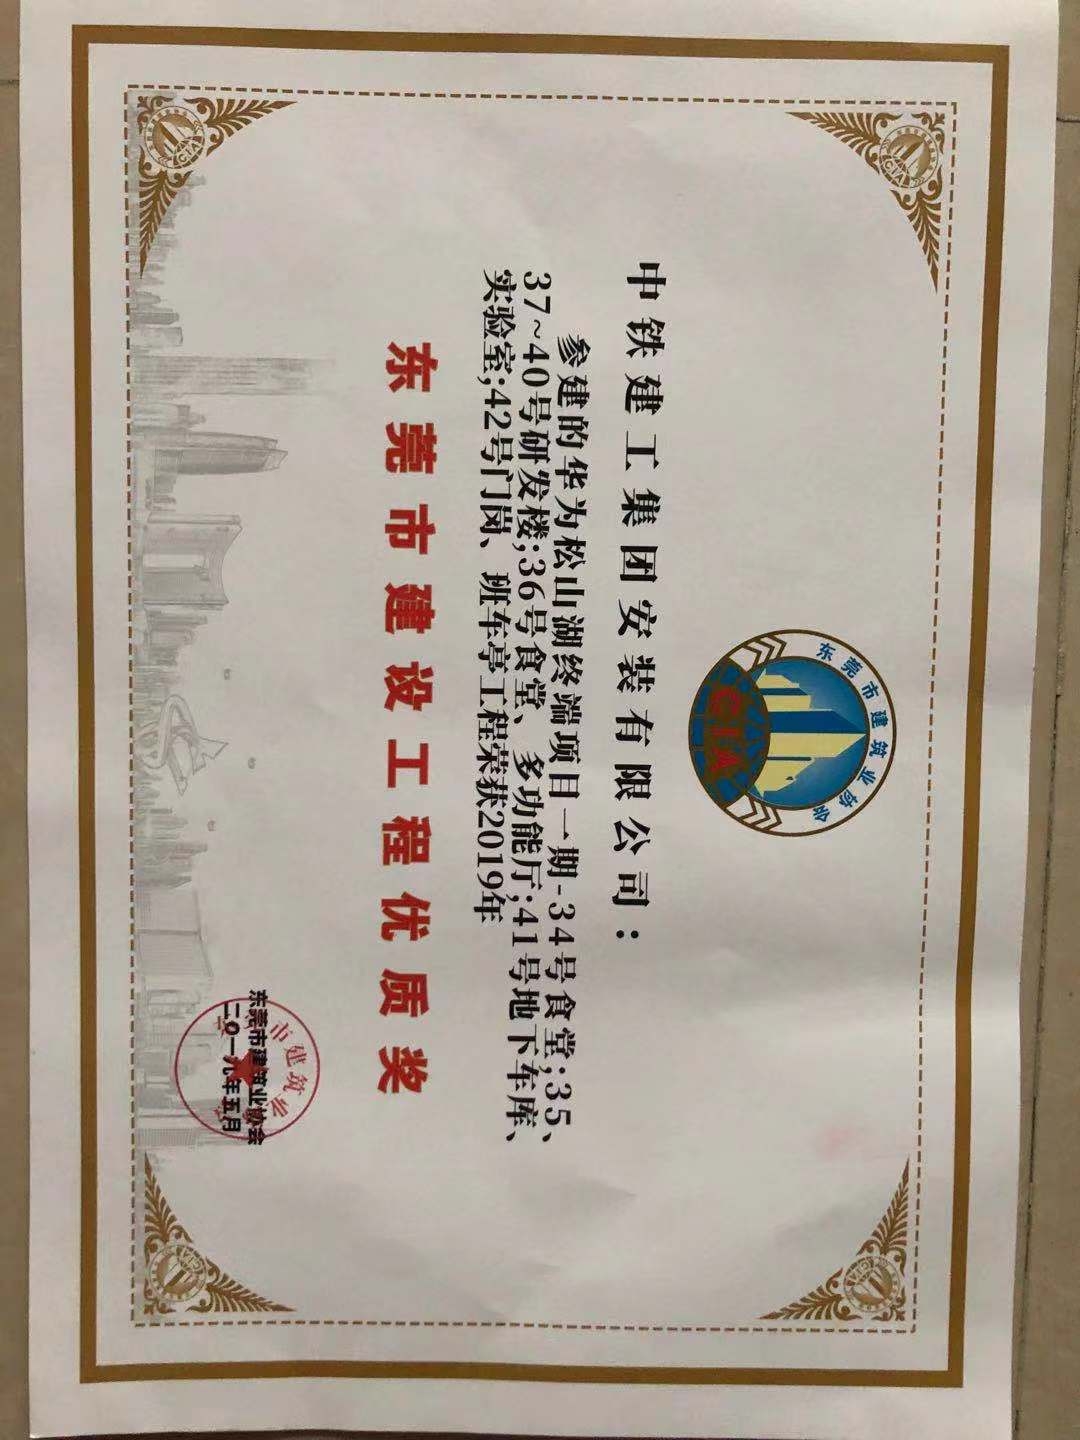 东莞市建筑业协会
CIA
中铁建工集团安装有限公司：
参建的华为松山湖终端项目一期-34号食堂;35、
37~40号研发楼;36号食堂、多功能厅;41号地下车库、
实验室;42号门岗、班车亭工程荣获2019年
东莞市建设工程优质奖
东莞市建筑业协会
二〇一九年五月
市建筑业